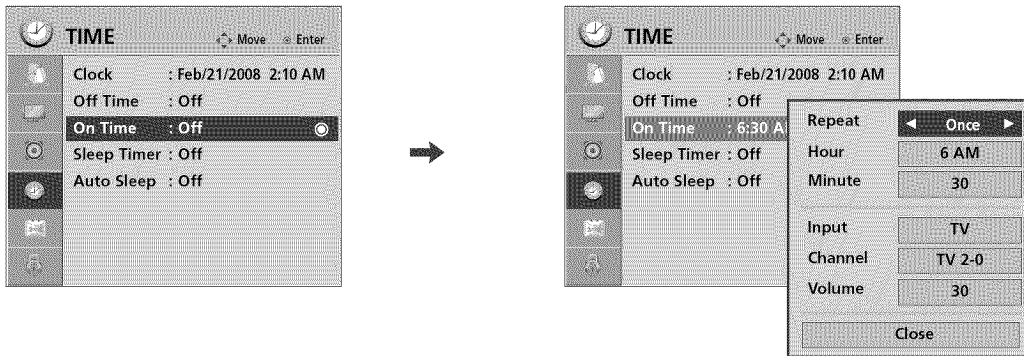 TIME
Move Enter
Clock : Feb/21/2008 2:10 AM
Off Time : Off
On Time : Off
Sleep Timer : Off
Auto Sleep : Off
TIME
Move Enter
Clock : Feb/21/2008 2:10 AM
Off Time : Off
On Time : 6:30 A
Sleep Timer : Off
Auto Sleep : Off
Repeat ◀ Once ▶
Hour 6 AM
Minute 30
Input TV
Channel TV 2-0
Volume 30
Close